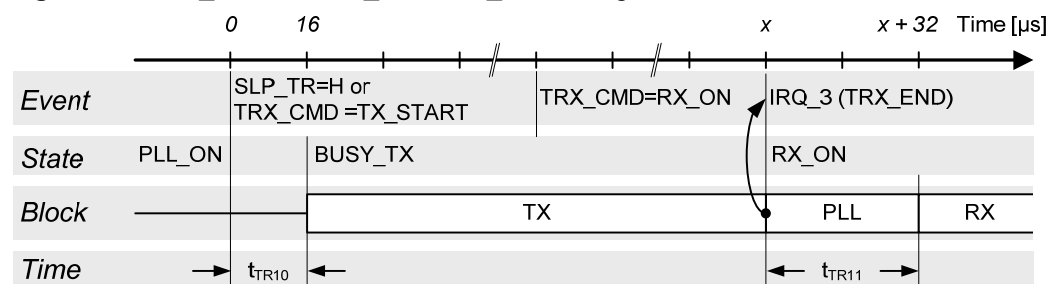 0 16 x x + 32 Time [µs]
Event SLP_TR=H or
TRX_CMD =TX_START TRX_CMD=RX_ON IRQ_3 (TRX_END)
State PLL_ON BUSY_TX RX_ON
Block TX PLL RX
Time tTR10 tTR11